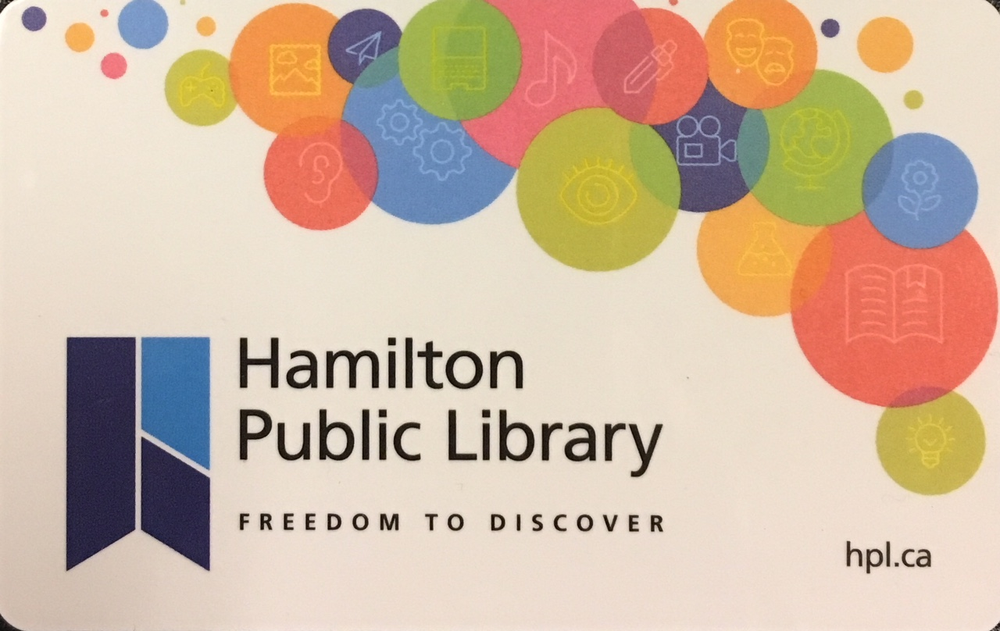 Hamilton
Public Library
FREEDOM TO DISCOVER
hpl.ca